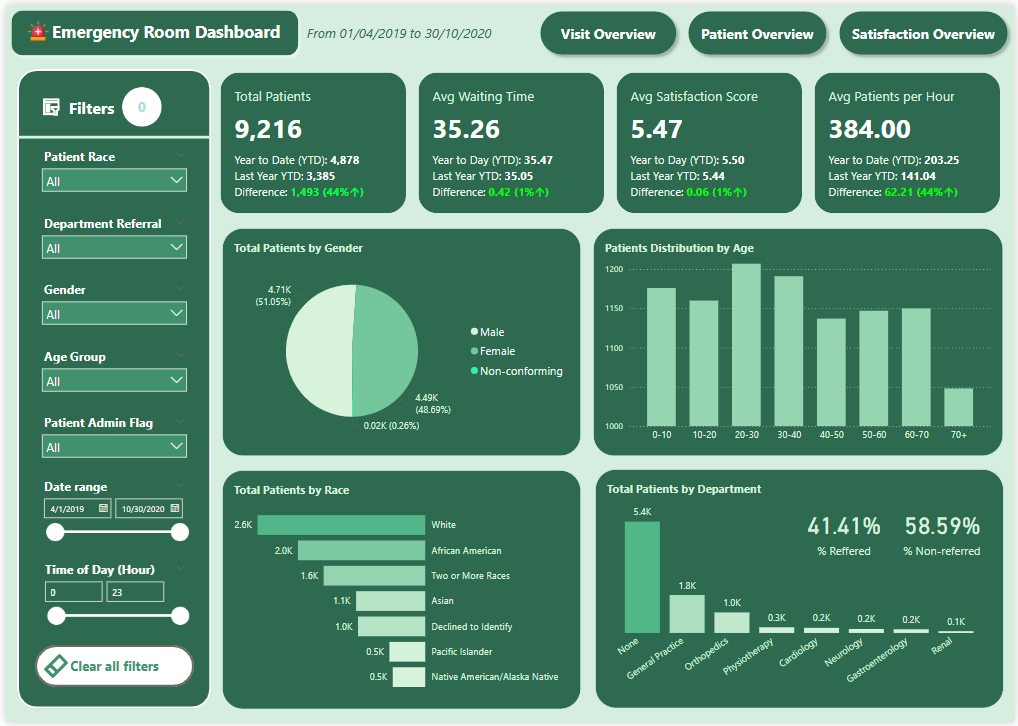 Emergency Room Dashboard
From 01/04/2019 to 30/10/2020
Visit Overview
Patient Overview
Satisfaction Overview
Filters
0
Patient Race
All
Department Referral
All
Gender
All
Age Group
All
Patient Admin Flag
All
Date range
4/1/2019
10/30/2020
Time of Day (Hour)
0
23
Clear all filters
Total Patients
9,216
Year to Date (YTD): 4,878
Last Year YTD: 3,385
Difference: 1,493 (44%↑)
Avg Waiting Time
35.26
Year to Day (YTD): 35.47
Last Year YTD: 35.05
Difference: 0.42 (1%↑)
Avg Satisfaction Score
5.47
Year to Day (YTD): 5.50
Last Year YTD: 5.44
Difference: 0.06 (1%↑)
Avg Patients per Hour
384.00
Year to Date (YTD): 203.25
Last Year YTD: 141.04
Difference: 62.21 (44%↑)
Total Patients by Gender
4.71K
(51.05%)
4.49K
(48.69%)
0.02K (0.26%)
Male
Female
Non-conforming
Patients Distribution by Age
1200
1150
1100
1050
1000
0-10
10-20
20-30
30-40
40-50
50-60
60-70
70+
Total Patients by Race
2.6K White
2.0K African American
1.6K Two or More Races
1.1K Asian
1.0K Declined to Identify
0.5K Pacific Islander
0.5K Native American/Alaska Native
Total Patients by Department
41.41%
% Reffered
58.59%
% Non-referred
5.4K
1.8K
1.0K
0.3K
0.2K
0.2K
0.2K
0.1K
None
General Practice
Orthopedics
Physiotherapy
Cardiology
Neurology
Gastroenterology
Renal